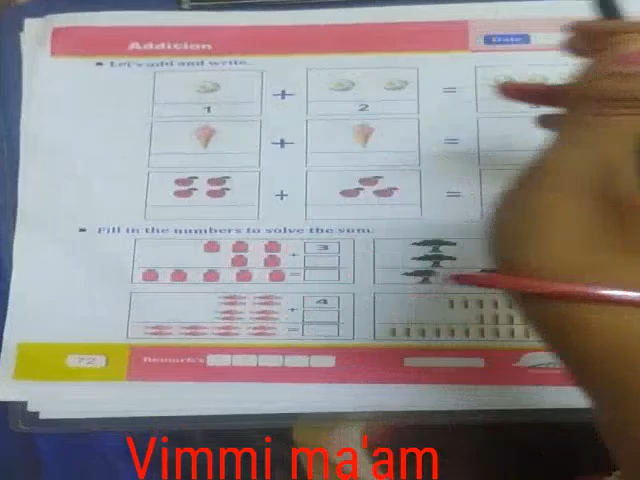 Addition
Date
Let's add and write..
+ =
1 2
+ =
+ =
Fill in the numbers to solve the sum.
3
+
=
4
+
=
72
Remark's
Vimmi ma'am